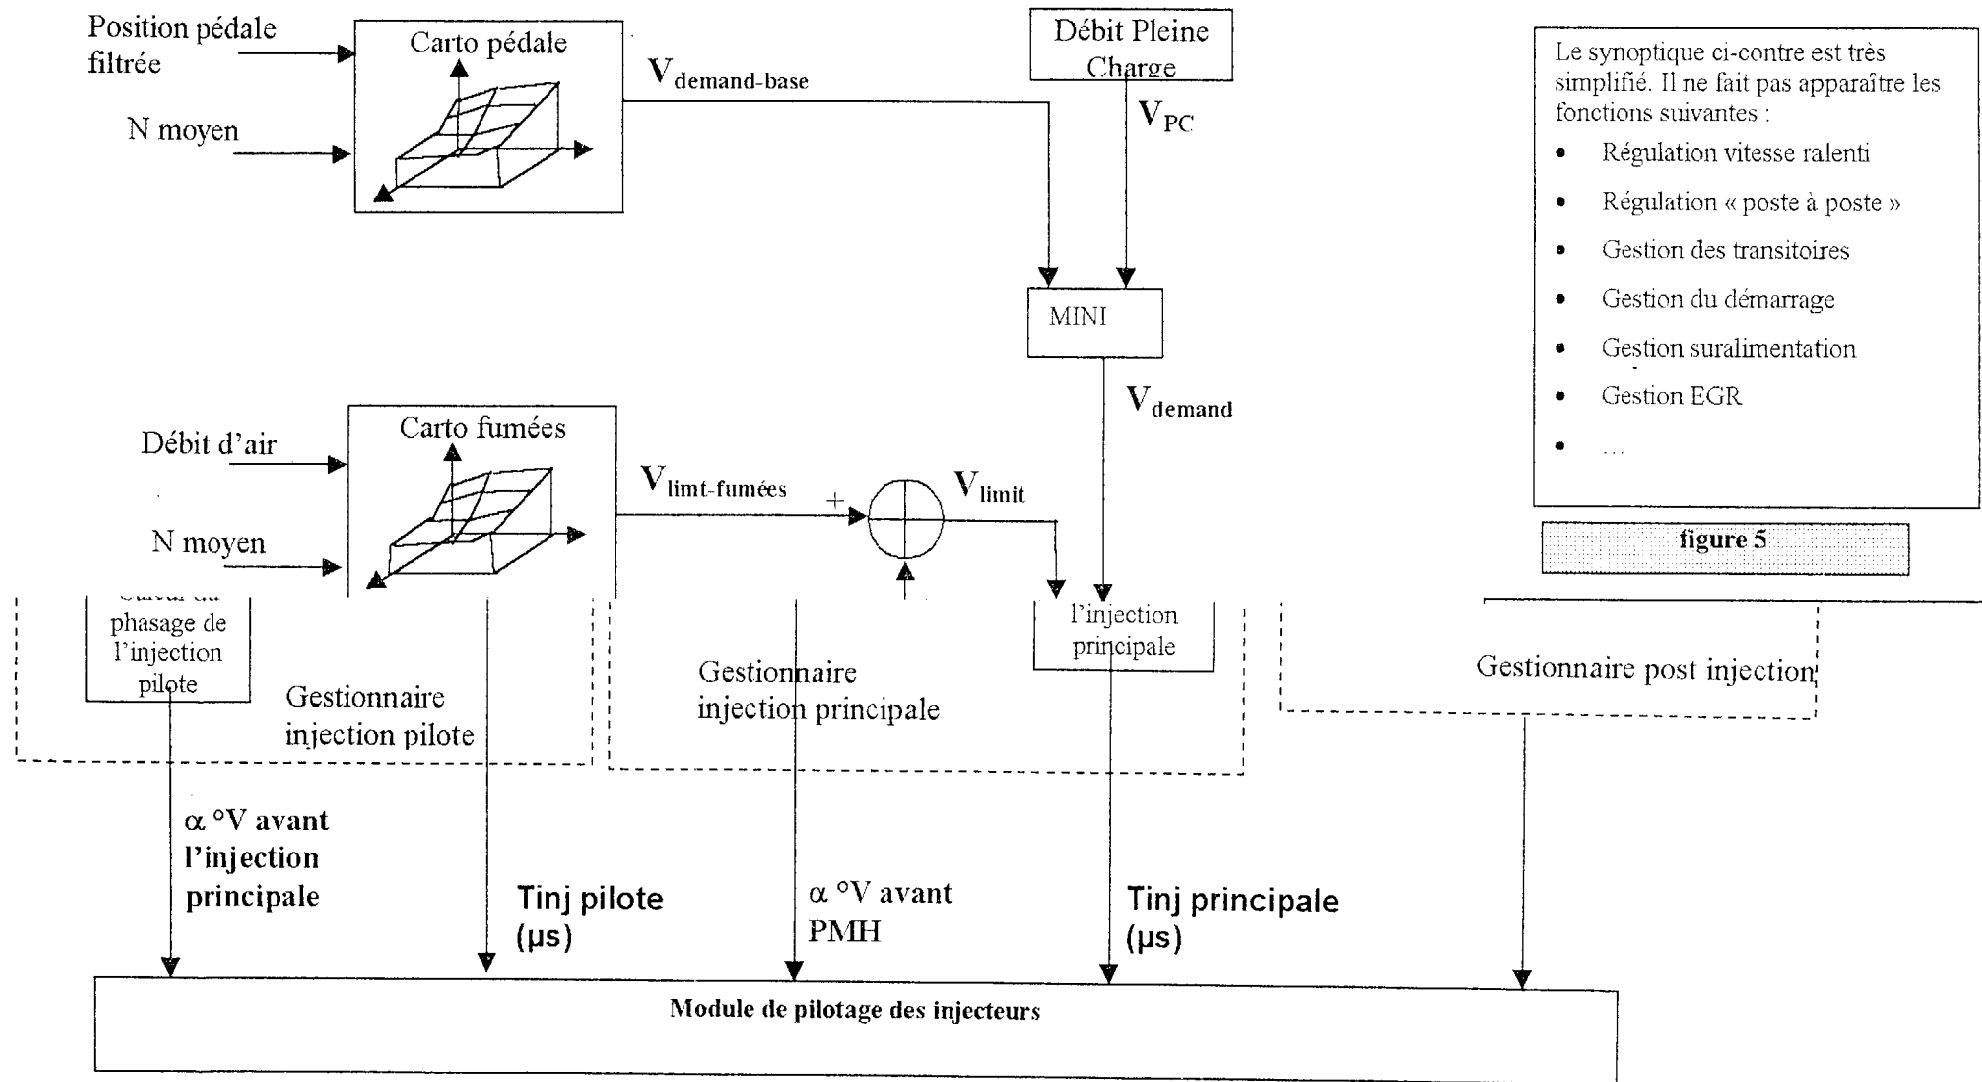 Position pédale
filtrée
N moyen
Carto pédale
V demand-base
Débit Pleine
Charge
V PC
MINI
V demand
Débit d'air
N moyen
Carto fumées
V limt-fumées
+
V limit
Le synoptique ci-contre est très
simplifié. Il ne fait pas apparaître les
fonctions suivantes :
• Régulation vitesse ralenti
• Régulation « poste à poste »
• Gestion des transitoires
• Gestion du démarrage
• Gestion suralimentation
• Gestion EGR
• ...
figure 5
phasage de
l'injection
pilote
Gestionnaire
injection pilote
Gestionnaire
injection principale
l'injection
principale
Gestionnaire post injection
α °V avant
l'injection
principale
Tinj pilote
(µs)
α °V avant
PMH
Tinj principale
(µs)
Module de pilotage des injecteurs